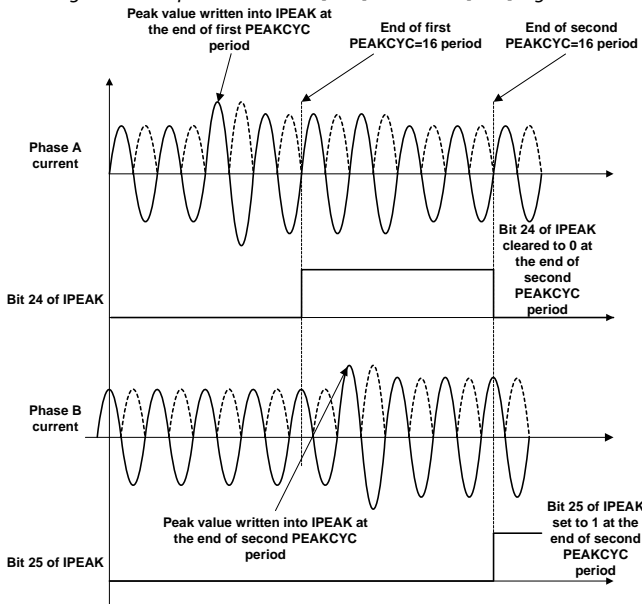 Peak value written into IPEAK at
the end of first PEAKCYC
period
End of first
PEAKCYC=16 period
End of second
PEAKCYC=16 period
Phase A
current
Bit 24 of IPEAK
cleared to 0 at
the end of
second
PEAKCYC
period
Bit 24 of IPEAK
Phase B
current
Peak value written into IPEAK at
the end of second PEAKCYC
period
Bit 25 of IPEAK
set to 1 at the
end of second
PEAKCYC
period
Bit 25 of IPEAK